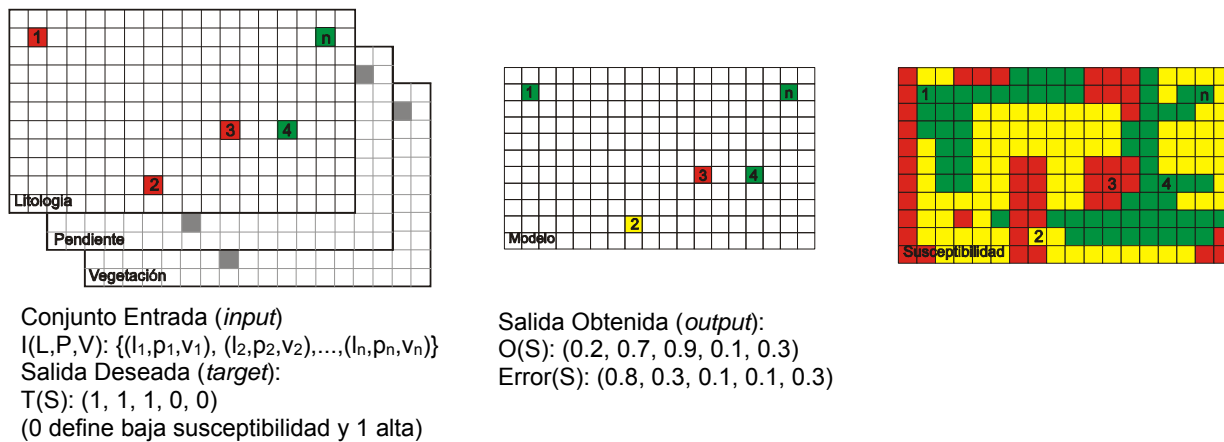 1
n
3
4
2
Litología
Pendiente
Vegetación
1
n
3
4
2
Modelo
1
n
3
4
2
Susceptibilidad
Conjunto Entrada (input)
I(L,P,V): {(l₁,p₁,v₁), (l₂,p₂,v₂),...,(lₙ,pₙ,vₙ)}
Salida Deseada (target):
T(S): (1, 1, 1, 0, 0)
(0 define baja susceptibilidad y 1 alta)
Salida Obtenida (output):
O(S): (0.2, 0.7, 0.9, 0.1, 0.3)
Error(S): (0.8, 0.3, 0.1, 0.1, 0.3)